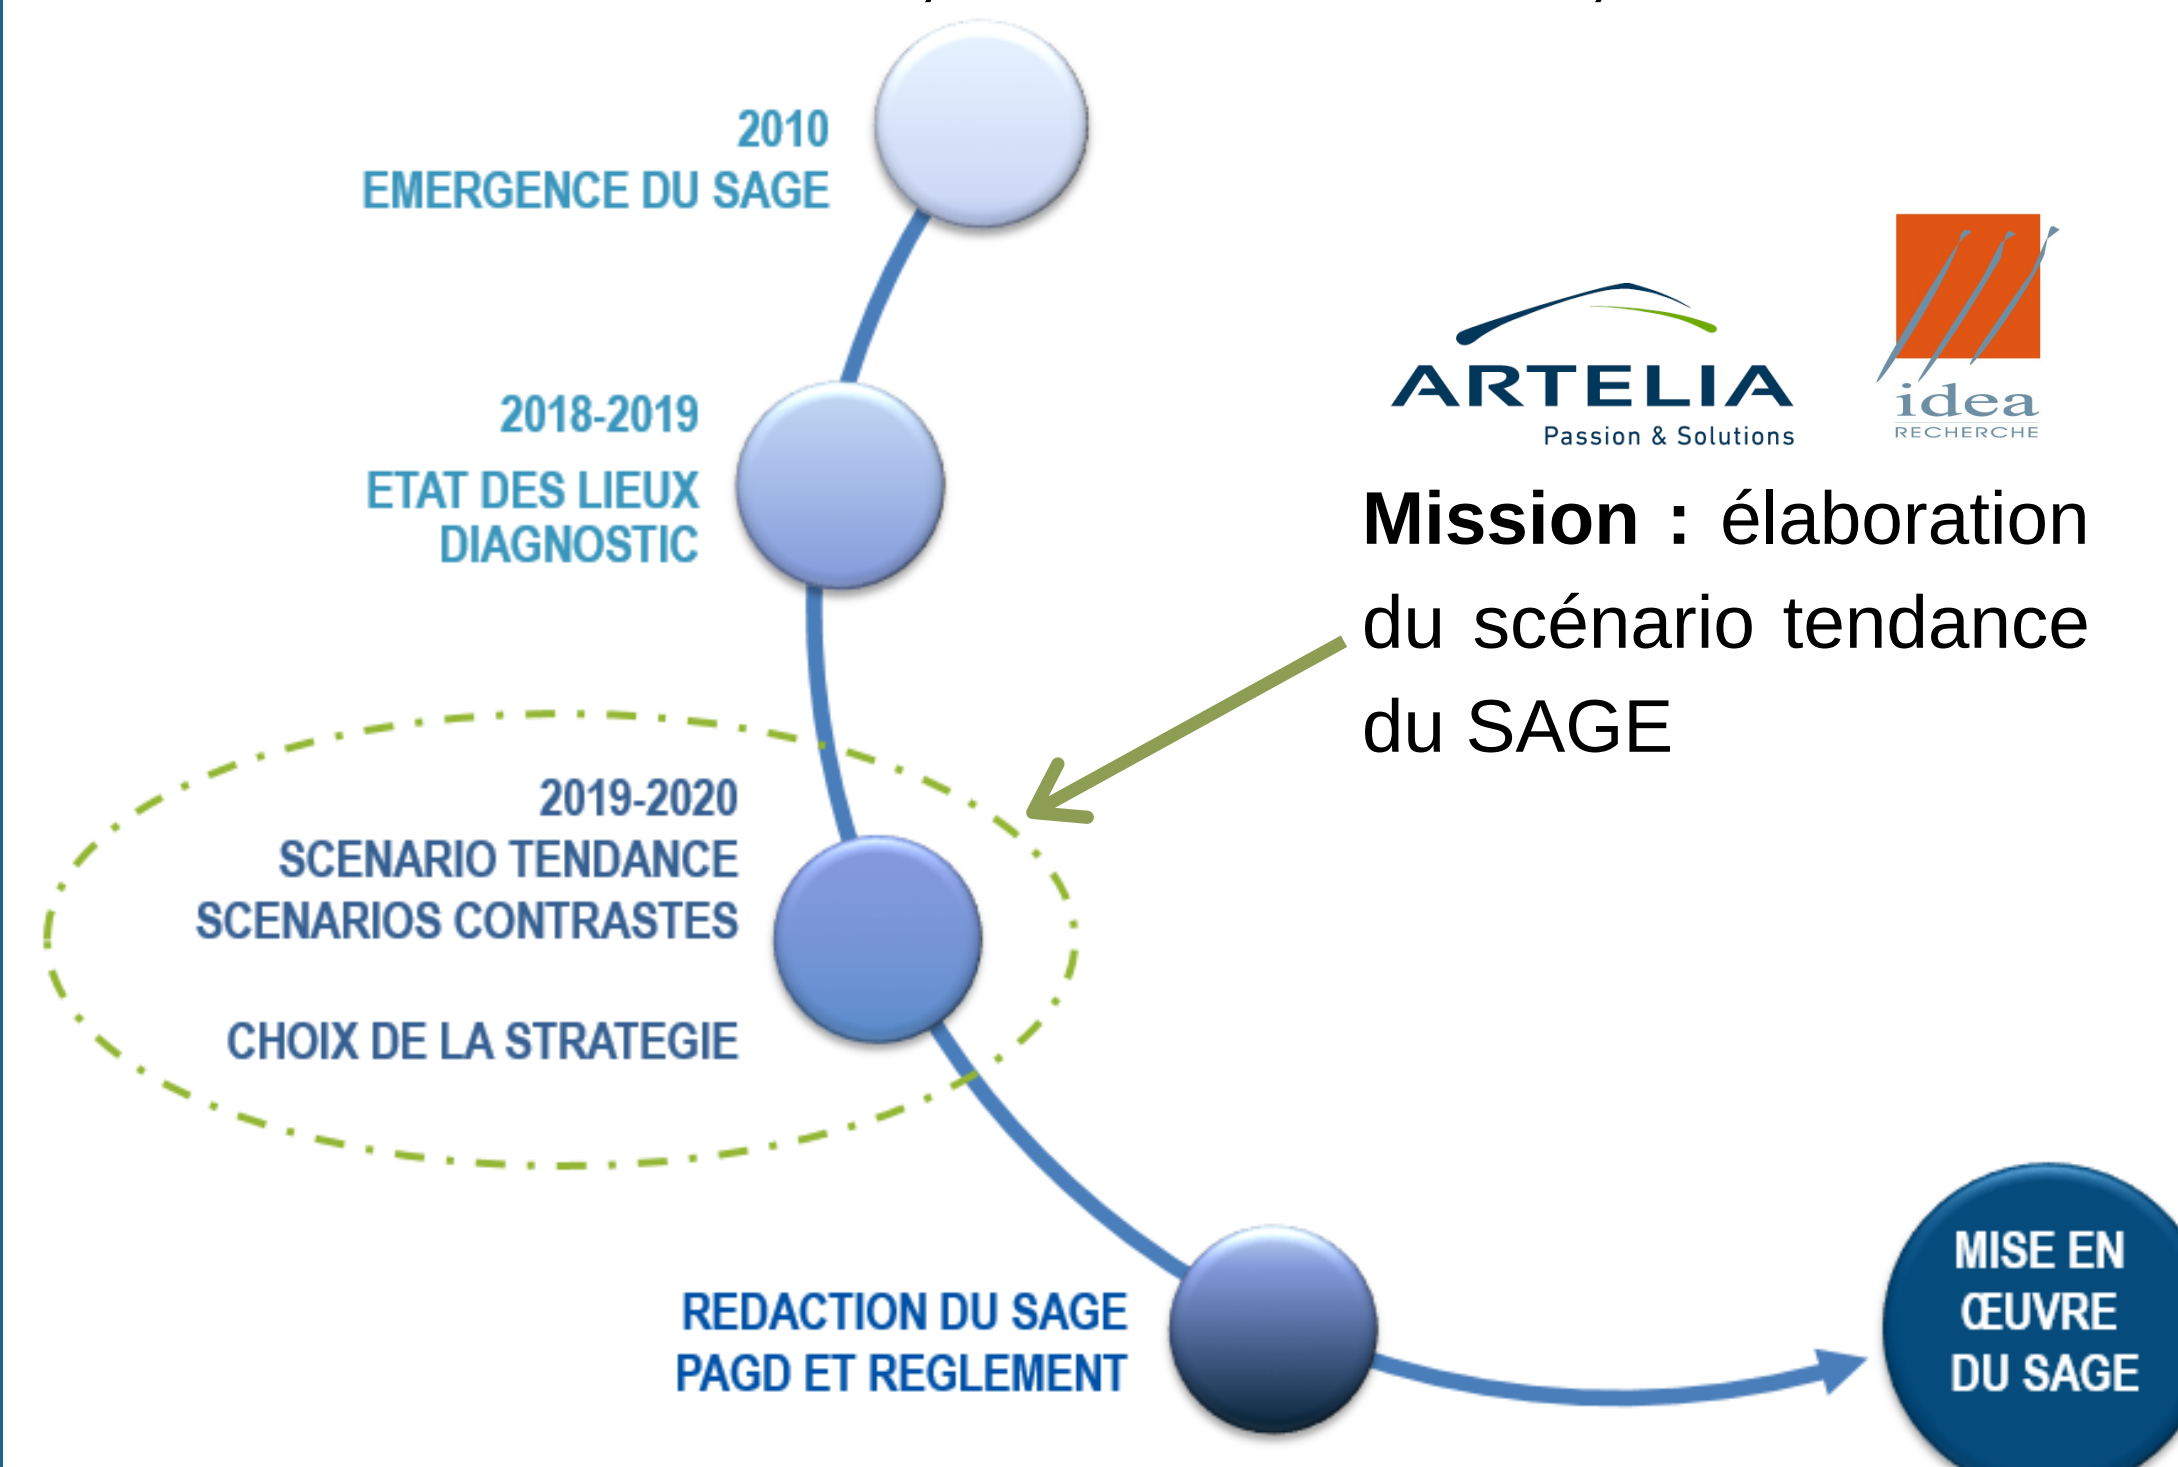 2010
EMERGENCE DU SAGE
2018-2019
ETAT DES LIEUX
DIAGNOSTIC
ARTELIA
Passion & Solutions
idea
RECHERCHE
Mission : élaboration
du scénario tendance
du SAGE
2019-2020
SCENARIO TENDANCE
SCENARIOS CONTRASTES
CHOIX DE LA STRATEGIE
REDACTION DU SAGE
PAGD ET REGLEMENT
MISE EN
ŒUVRE
DU SAGE